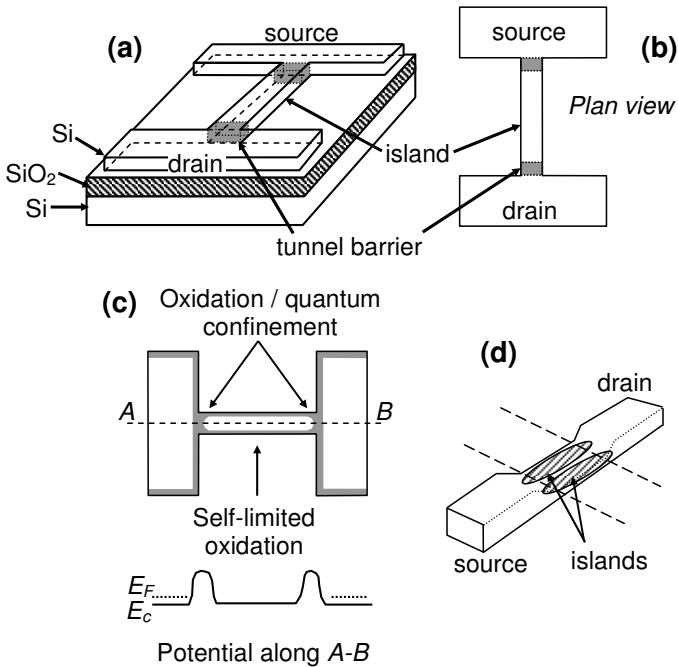 (a)
source
Si
drain
SiO2
Si
island
tunnel barrier
(b)
source
Plan view
drain
(c)
Oxidation / quantum
confinement
A
B
Self-limited
oxidation
EF
Ec
Potential along A-B
(d)
drain
source
islands